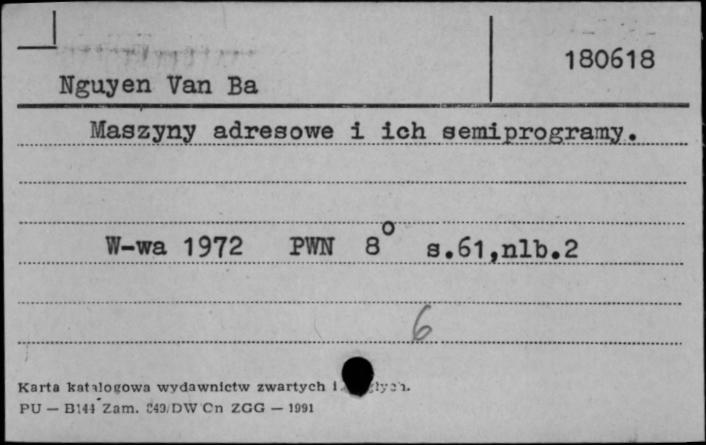 180618
Nguyen Van Ba
Maszyny adresowe i ich semiprogramy.
W-wa 1972 PWN 8° s.61,nlb.2
6
Karta katalogowa wydawnictw zwartych i
PU — B144 Zam. 249/DW Cn ZGG — 1991